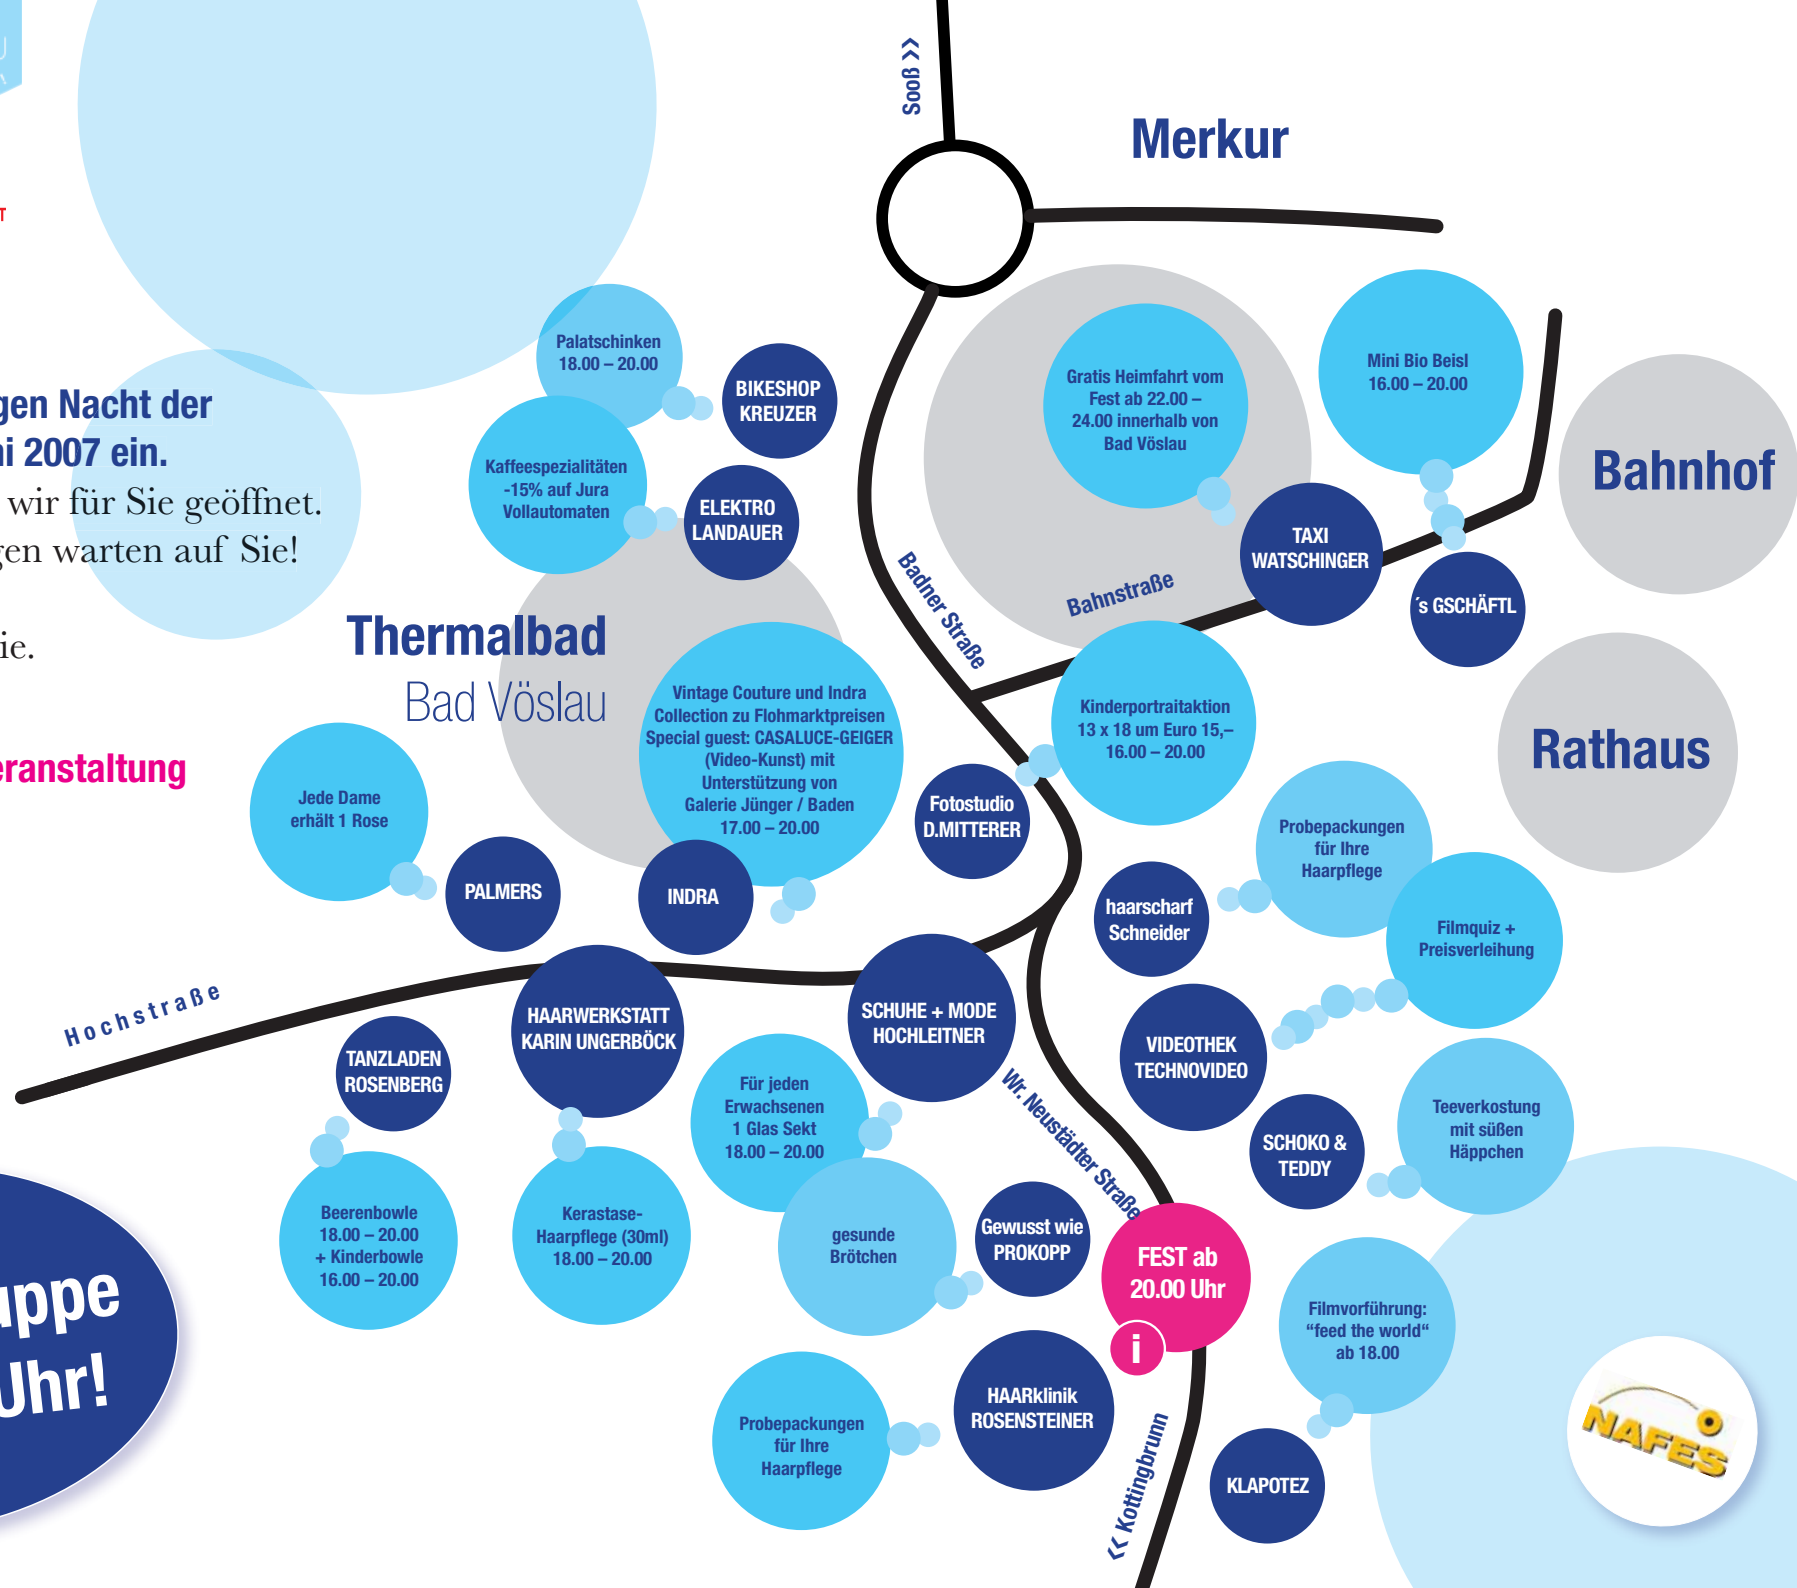 Sooß >>
Merkur
Palatschinken
18.00 – 20.00
BIKESHOP
KREUZER
Gratis Heimfahrt vom
Fest ab 22.00 –
24.00 innerhalb von
Bad Vöslau
Mini Bio Beisl
16.00 – 20.00
gen Nacht der
ni 2007 ein.
wir für Sie geöffnet.
gen warten auf Sie!
ie.
Kaffeespezialitäten
-15% auf Jura
Vollautomaten
ELEKTRO
LANDAUER
Bahnhof
TAXI
WATSCHINGER
´s GSCHÄFTL
Badner Straße
Bahnstraße
Thermalbad
Bad Vöslau
Vintage Couture und Indra
Collection zu Flohmarktpreisen
Special guest: CASALUCE-GEIGER
(Video-Kunst) mit
Unterstützung von
Galerie Jünger / Baden
17.00 – 20.00
Kinderportraitaktion
13 x 18 um Euro 15,–
16.00 – 20.00
Rathaus
eranstaltung
Jede Dame
erhält 1 Rose
PALMERS
INDRA
Fotostudio
D.MITTERER
Probepackungen
für Ihre
Haarpflege
haarscharf
Schneider
Filmquiz +
Preisverleihung
Hochstraße
HAARWERKSTATT
KARIN UNGERBÖCK
SCHUHE + MODE
HOCHLEITNER
VIDEOTHEK
TECHNOVIDEO
TANZLADEN
ROSENBERG
Für jeden
Erwachsenen
1 Glas Sekt
18.00 – 20.00
Wr. Neustädter Straße
SCHOKO &
TEDDY
Teeverkostung
mit süßen
Häppchen
Beerenbowle
18.00 – 20.00
+ Kinderbowle
16.00 – 20.00
Kerastase-
Haarpflege (30ml)
18.00 – 20.00
gesunde
Brötchen
Gewusst wie
PROKOPP
FEST ab
20.00 Uhr
i
Filmvorführung:
“feed the world“
ab 18.00
uppe
Uhr!
Probepackungen
für Ihre
Haarpflege
HAARklinik
ROSENSTEINER
<< Kottingbrunn
KLAPOTEZ
NAFES